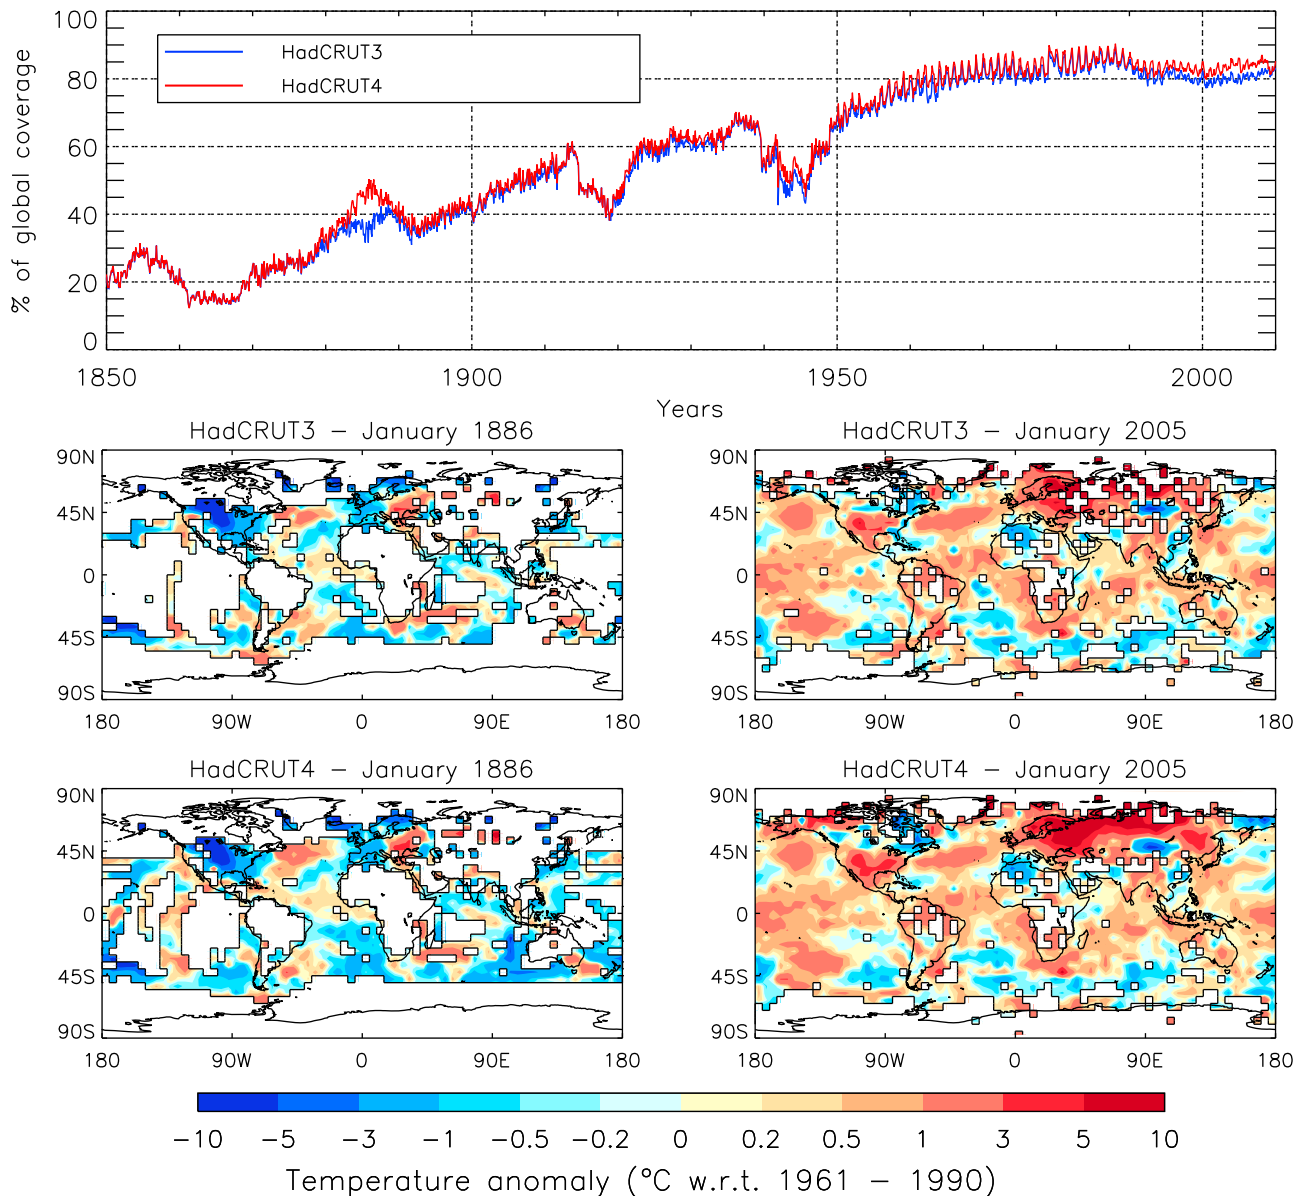 100
80
60
40
20
0
% of global coverage
HadCRUT3
HadCRUT4
1850 1900 1950 2000
Years
HadCRUT3 – January 1886
90N
45N
0
45S
90S
180 90W 0 90E 180
HadCRUT3 – January 2005
90N
45N
0
45S
90S
180 90W 0 90E 180
HadCRUT4 – January 1886
90N
45N
0
45S
90S
180 90W 0 90E 180
HadCRUT4 – January 2005
90N
45N
0
45S
90S
180 90W 0 90E 180
−10 −5 −3 −1 −0.5 −0.2 0 0.2 0.5 1 3 5 10
Temperature anomaly (°C w.r.t. 1961 – 1990)